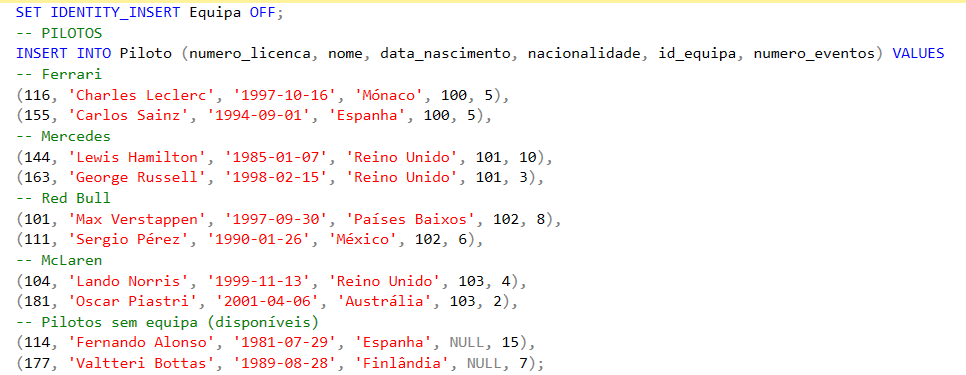 SET IDENTITY_INSERT Equipa OFF;
-- PILOTOS
INSERT INTO Piloto (numero_licenca, nome, data_nascimento, nacionalidade, id_equipa, numero_eventos) VALUES
-- Ferrari
(116, 'Charles Leclerc', '1997-10-16', 'Mónaco', 100, 5),
(155, 'Carlos Sainz', '1994-09-01', 'Espanha', 100, 5),
-- Mercedes
(144, 'Lewis Hamilton', '1985-01-07', 'Reino Unido', 101, 10),
(163, 'George Russell', '1998-02-15', 'Reino Unido', 101, 3),
-- Red Bull
(101, 'Max Verstappen', '1997-09-30', 'Países Baixos', 102, 8),
(111, 'Sergio Pérez', '1990-01-26', 'México', 102, 6),
-- McLaren
(104, 'Lando Norris', '1999-11-13', 'Reino Unido', 103, 4),
(181, 'Oscar Piastri', '2001-04-06', 'Austrália', 103, 2),
-- Pilotos sem equipa (disponíveis)
(114, 'Fernando Alonso', '1981-07-29', 'Espanha', NULL, 15),
(177, 'Valtteri Bottas', '1989-08-28', 'Finlândia', NULL, 7);